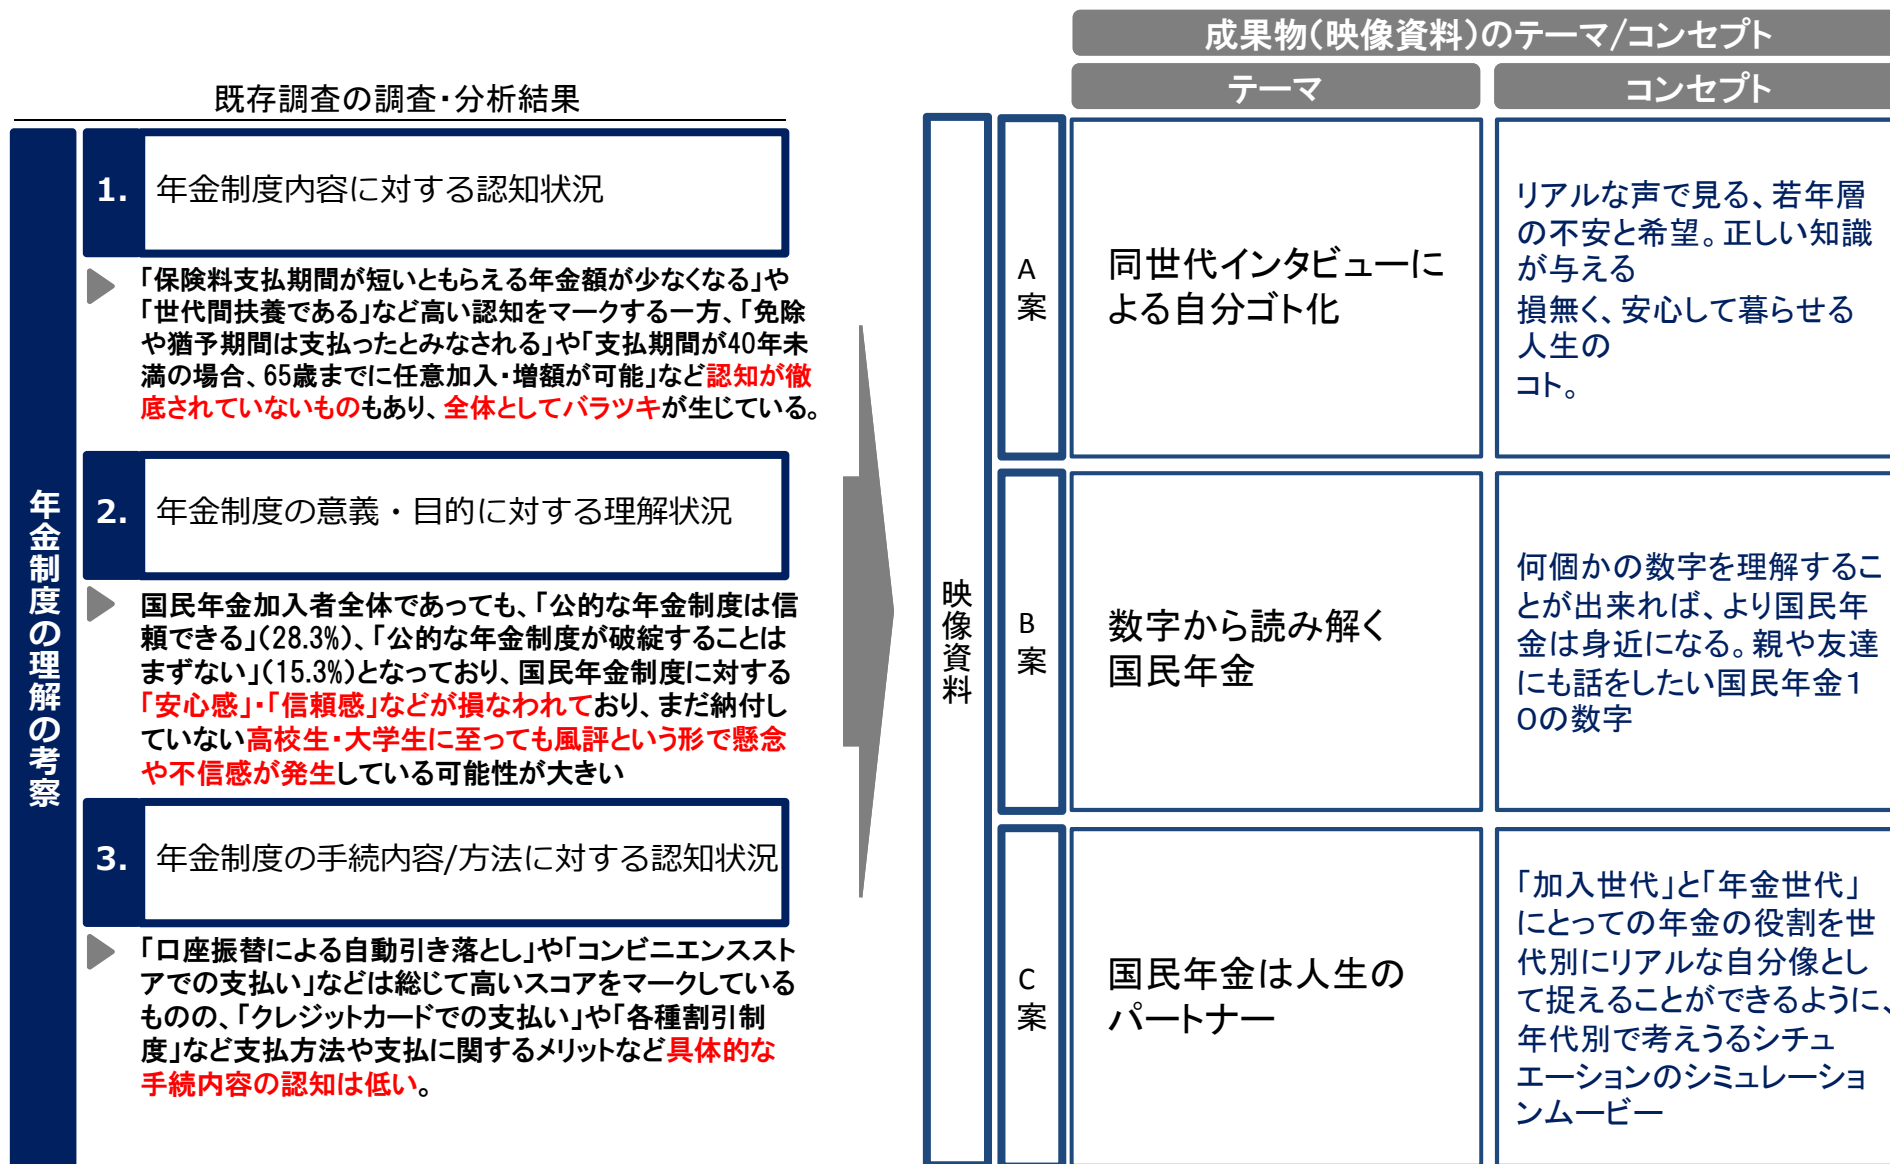 成果物(映像資料)のテーマ/コンセプト
テーマ
コンセプト
既存調査の調査・分析結果
年金制度の理解の考察
1.
年金制度内容に対する認知状況
「保険料支払期間が短いともらえる年金額が少なくなる」や
「世代間扶養である」など高い認知をマークする一方、「免除
や猶予期間は支払ったとみなされる」や「支払期間が40年未
満の場合、65歳までに任意加入・増額が可能」など認知が徹
底されていないものもあり、全体としてバラツキが生じている。
2.
年金制度の意義・目的に対する理解状況
国民年金加入者全体であっても、「公的な年金制度は信
頼できる」(28.3%)、「公的な年金制度が破綻することは
まずない」(15.3%)となっており、国民年金制度に対する
「安心感」・「信頼感」などが損なわれており、まだ納付し
ていない高校生・大学生に至っても風評という形で懸念
や不信感が発生している可能性が大きい
3.
年金制度の手続内容/方法に対する認知状況
「口座振替による自動引き落とし」や「コンビニエンススト
アでの支払い」などは総じて高いスコアをマークしている
ものの、「クレジットカードでの支払い」や「各種割引制
度」など支払方法や支払に関するメリットなど具体的な
手続内容の認知は低い。
映像資料
A
案
同世代インタビューに
よる自分ゴト化
リアルな声で見る、若年層
の不安と希望。正しい知識
が与える
損無く、安心して暮らせる
人生の
コト。
B
案
数字から読み解く
国民年金
何個かの数字を理解するこ
とが出来れば、より国民年
金は身近になる。親や友達
にも話をしたい国民年金1
0の数字
C
案
国民年金は人生の
パートナー
「加入世代」と「年金世代」
にとっての年金の役割を世
代別にリアルな自分像とし
て捉えることができるように、
年代別で考えうるシチュ
エーションのシミュレーショ
ンムービー